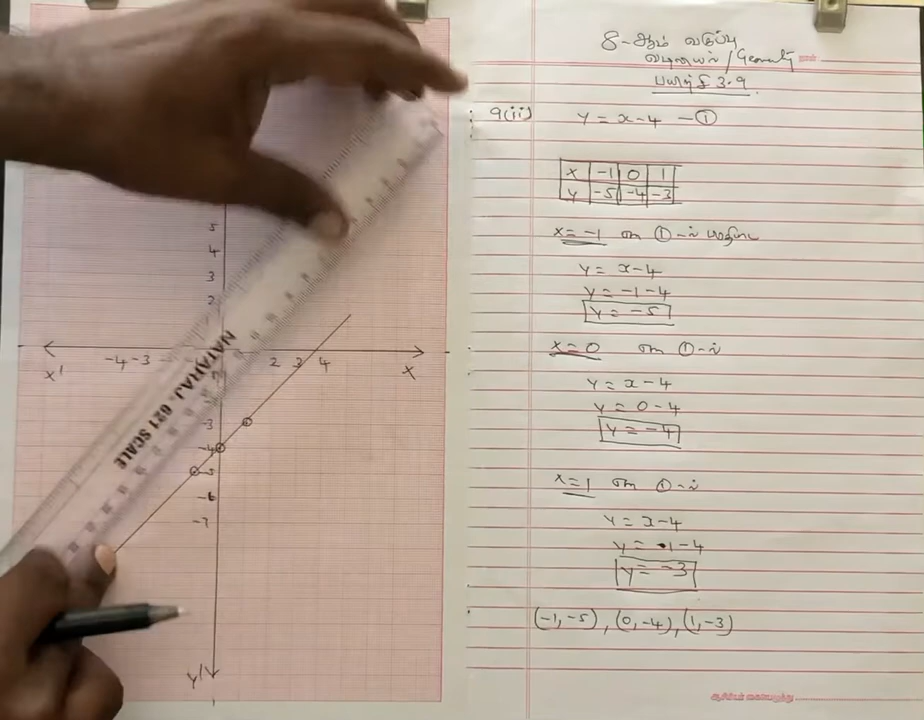 8-ஆம் வகுப்பு
வடிவியல் / Geometry
பயிற்சி 3.9
9(ii) y = x-4 —①
x -1 0 1
y -5 -4 -3
x = -1 ①-ல்
y = x-4
y = -1-4
y = -5
x = 0 ①-ல்
y = x-4
y = 0-4
y = -4
x = 1 ①-ல்
y = x-4
y = 1-4
y = -3
(-1,-5), (0,-4), (1,-3)
5
4
3
2
-4 -3 2 3 4
x' x
-3
-4
-5
-6
-7
y'
NATARAJ. 621 SCALE